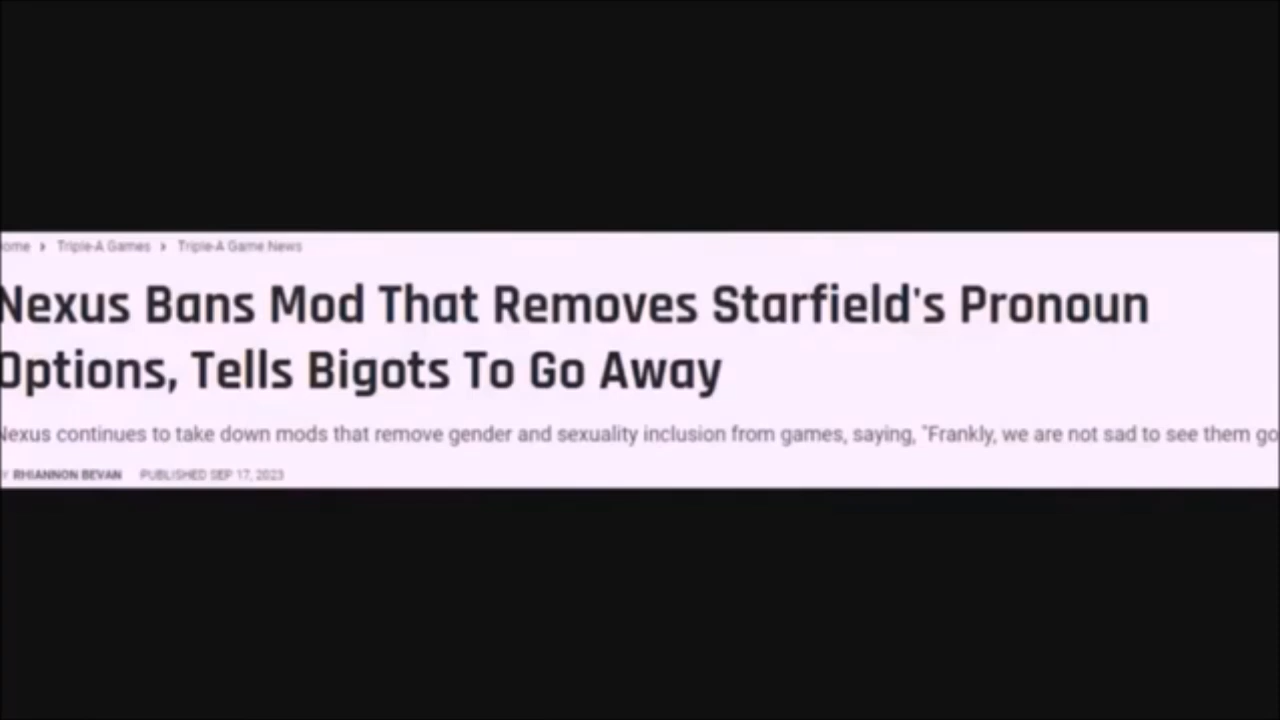 ome › Triple-A Games › Triple-A Game News
Nexus Bans Mod That Removes Starfield's Pronoun
Options, Tells Bigots To Go Away
Nexus continues to take down mods that remove gender and sexuality inclusion from games, saying, "Frankly, we are not sad to see them go
Y RHIANNON BEVAN PUBLISHED SEP 17, 2023